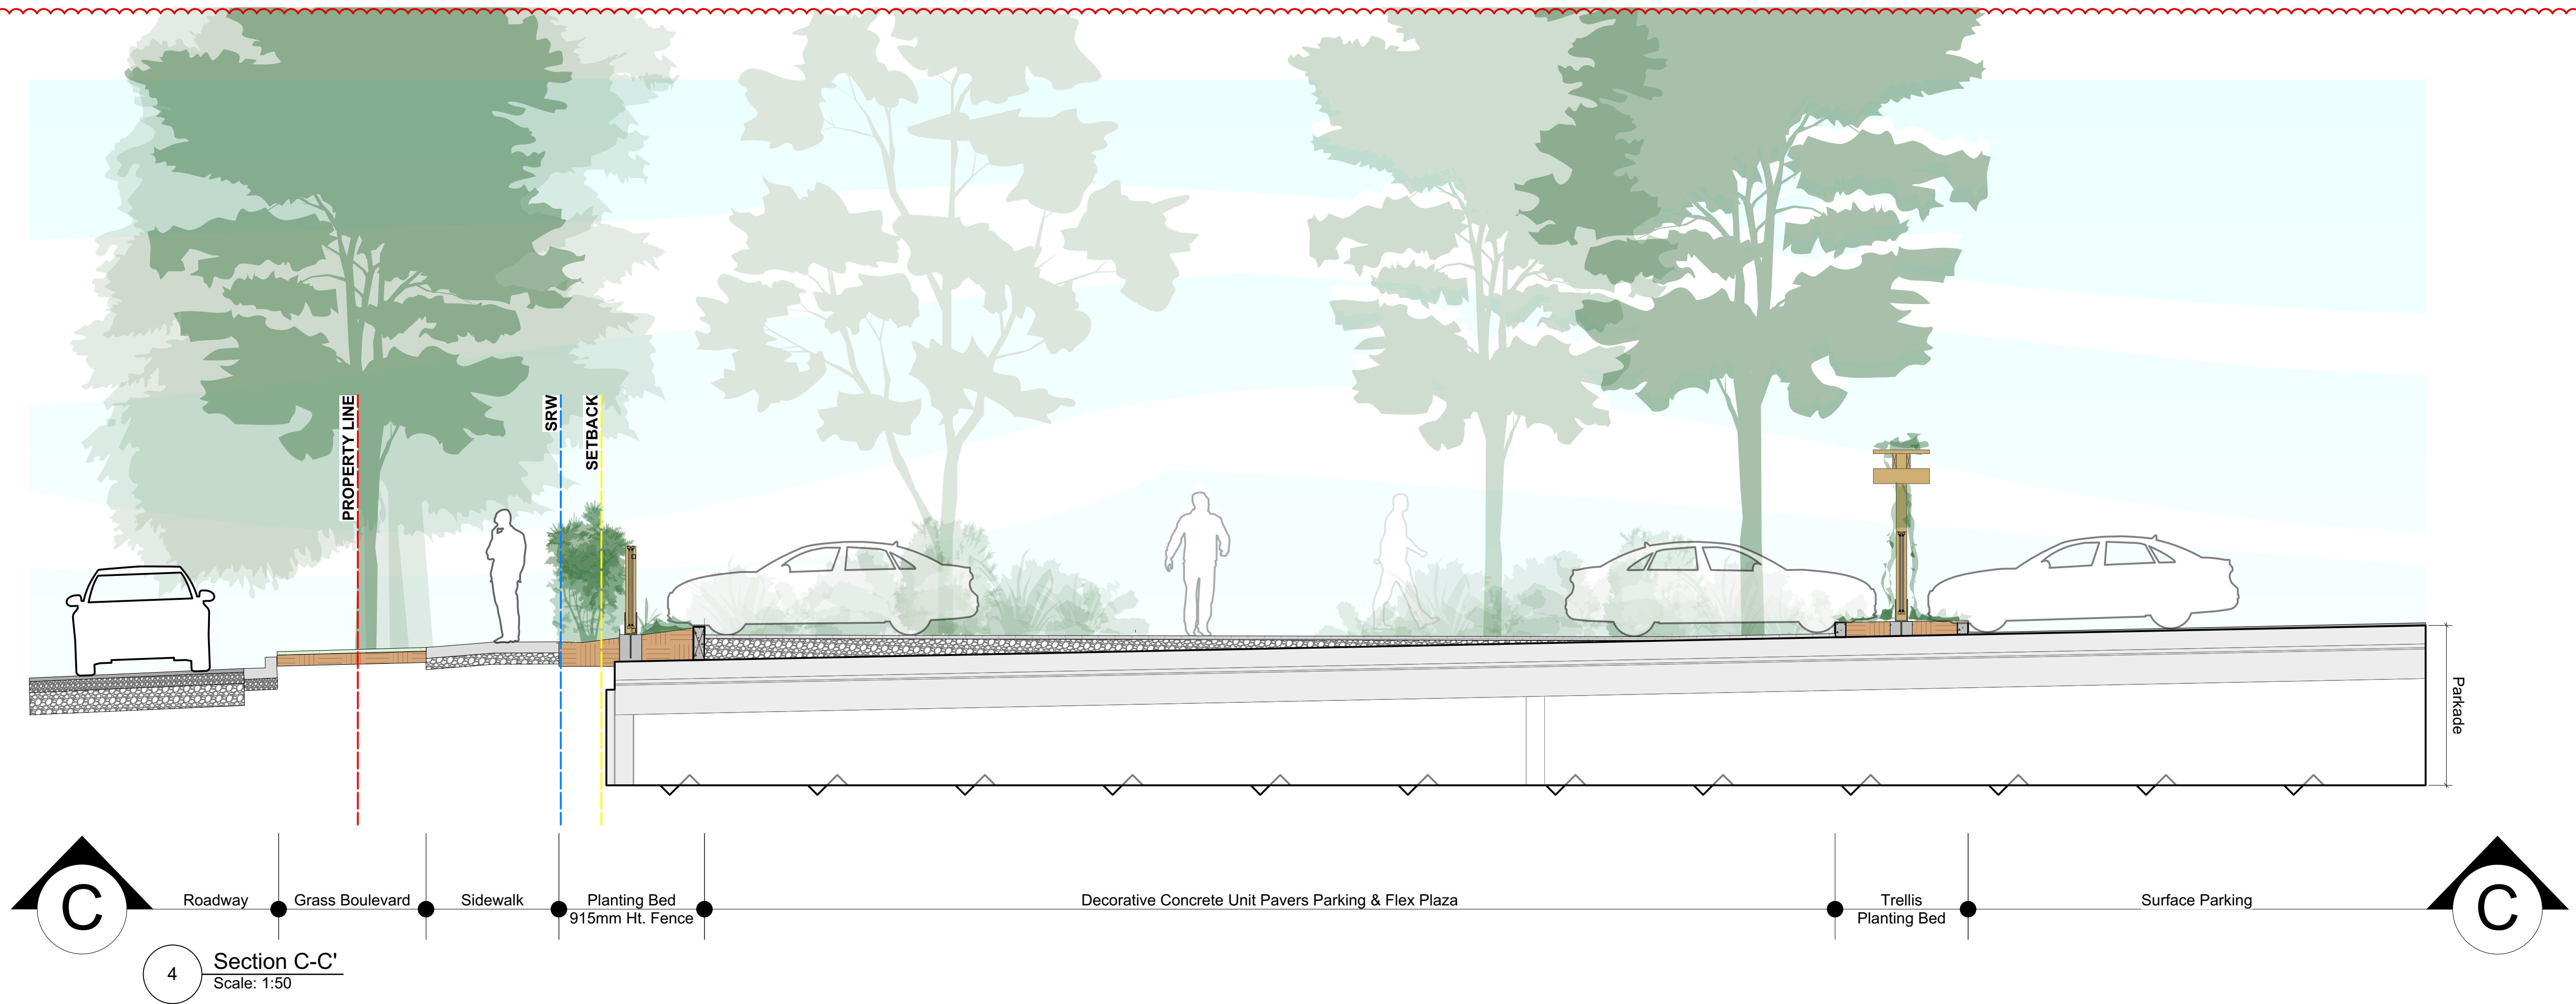 PROPERTY LINE
SRW
SETBACK
Parkade
C
Roadway
Grass Boulevard
Sidewalk
Planting Bed
915mm Ht. Fence
Decorative Concrete Unit Pavers Parking & Flex Plaza
Trellis
Planting Bed
Surface Parking
C
4
Section C-C'
Scale: 1:50